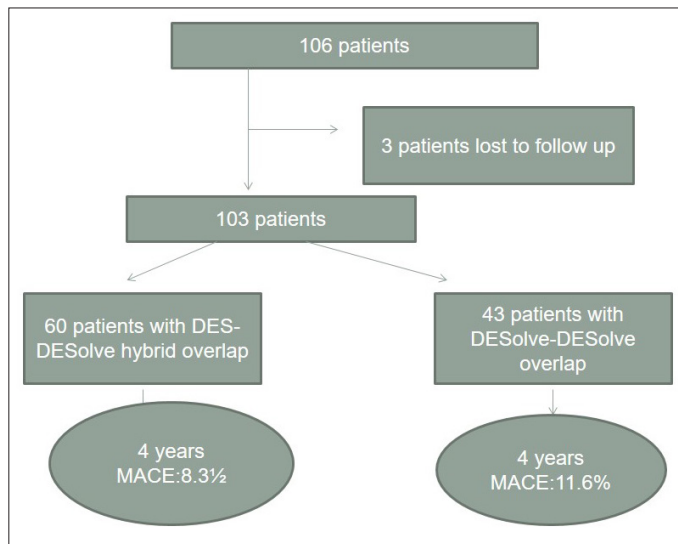 106 patients
3 patients lost to follow up
103 patients
60 patients with DES-
DESolve hybrid overlap
43 patients with
DESolve-DESolve
overlap
4 years
MACE:8.3½
4 years
MACE:11.6%